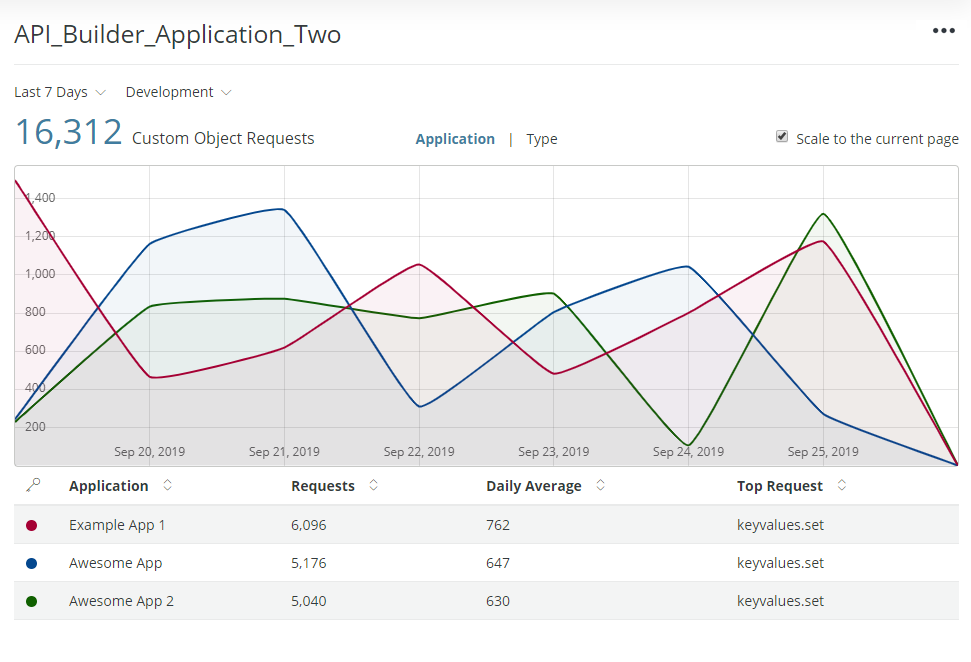 API_Builder_Application_Two
Last 7 Days Development
16,312 Custom Object Requests Application | Type Scale to the current page
1,400
1,200
1,000
800
600
400
200
Sep 20, 2019 Sep 21, 2019 Sep 22, 2019 Sep 23, 2019 Sep 24, 2019 Sep 25, 2019
Application Requests Daily Average Top Request
Example App 1 6,096 762 keyvalues.set
Awesome App 5,176 647 keyvalues.set
Awesome App 2 5,040 630 keyvalues.set